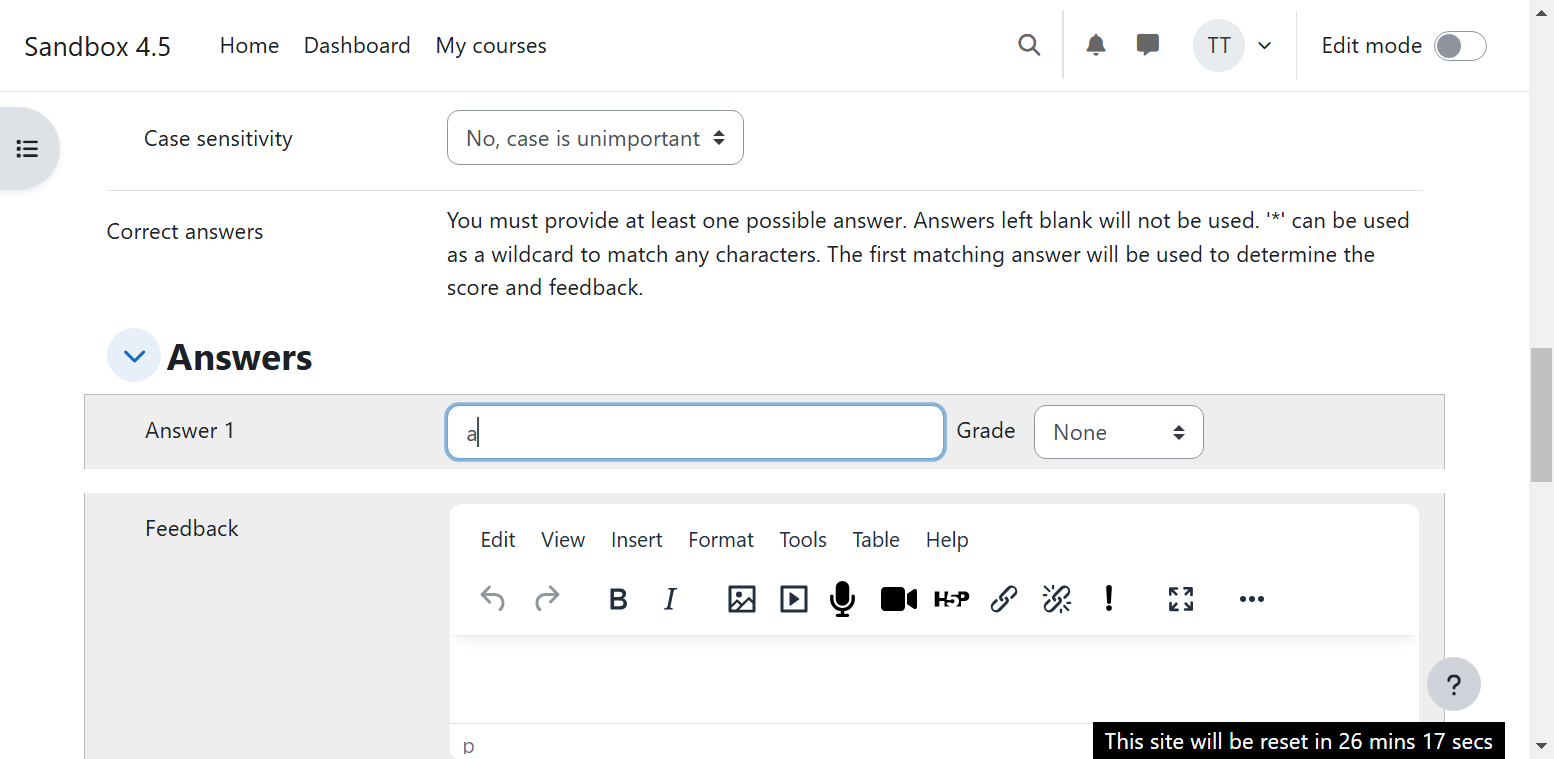 Sandbox 4.5 Home Dashboard My courses TT Edit mode
Case sensitivity No, case is unimportant
Correct answers
You must provide at least one possible answer. Answers left blank will not be used. '*' can be used
as a wildcard to match any characters. The first matching answer will be used to determine the
score and feedback.
Answers
Answer 1 a Grade None
Feedback
Edit View Insert Format Tools Table Help
B I H5P !
?
p
This site will be reset in 26 mins 17 secs